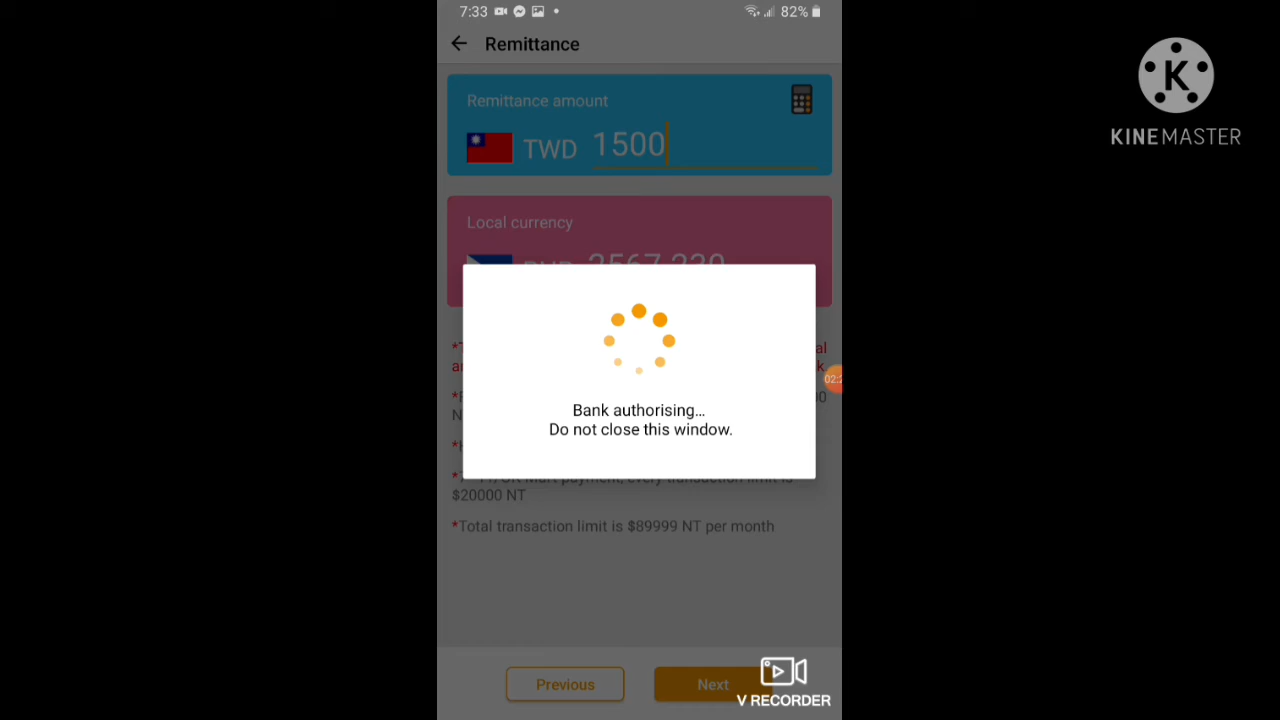 7:33
82%
Remittance
Remittance amount
TWD 1500
Local currency
Bank authorising...
Do not close this window.
$20000 NT
*Total transaction limit is $89999 NT per month
Previous
Next
K
KINEMASTER
V RECORDER